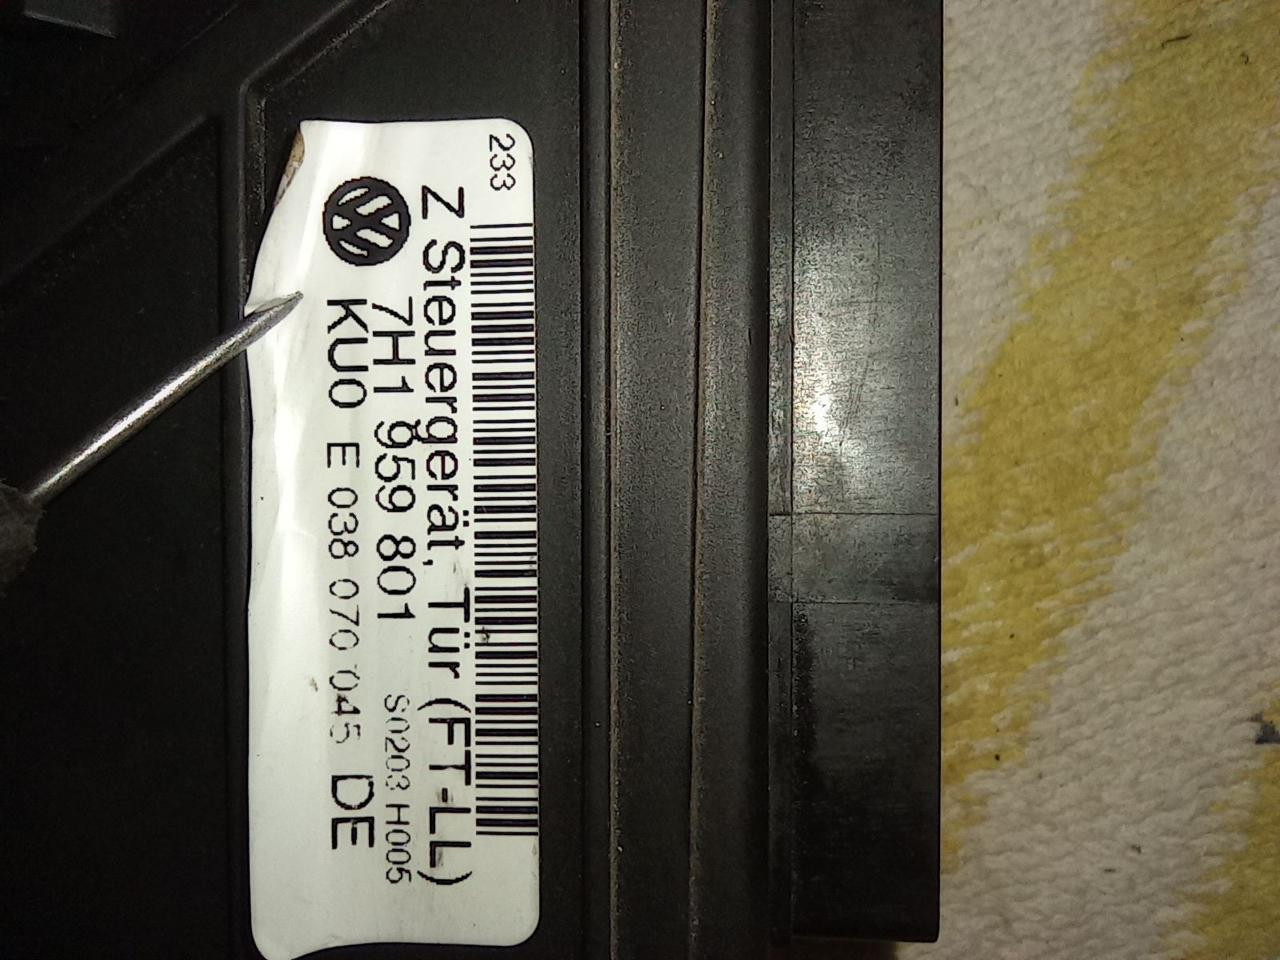 233
Z Steuergerät, Tür (FT-LL)
7H1 959 801 S0203 H005
KU0 E 038 070 045 DE